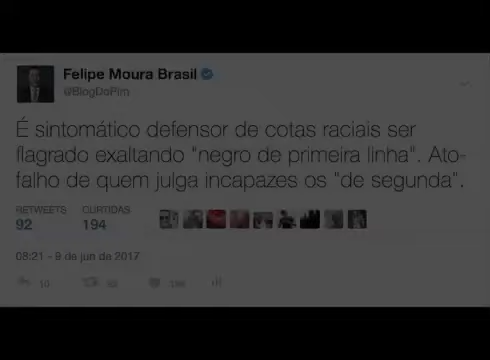 Felipe Moura Brasil
@BlogDoPim
É sintomático defensor de cotas raciais ser
flagrado exaltando "negro de primeira linha". Ato-
falho de quem julga incapazes os "de segunda".
RETWEETS CURTIDAS
92 194
08:21 - 9 de jun de 2017
10